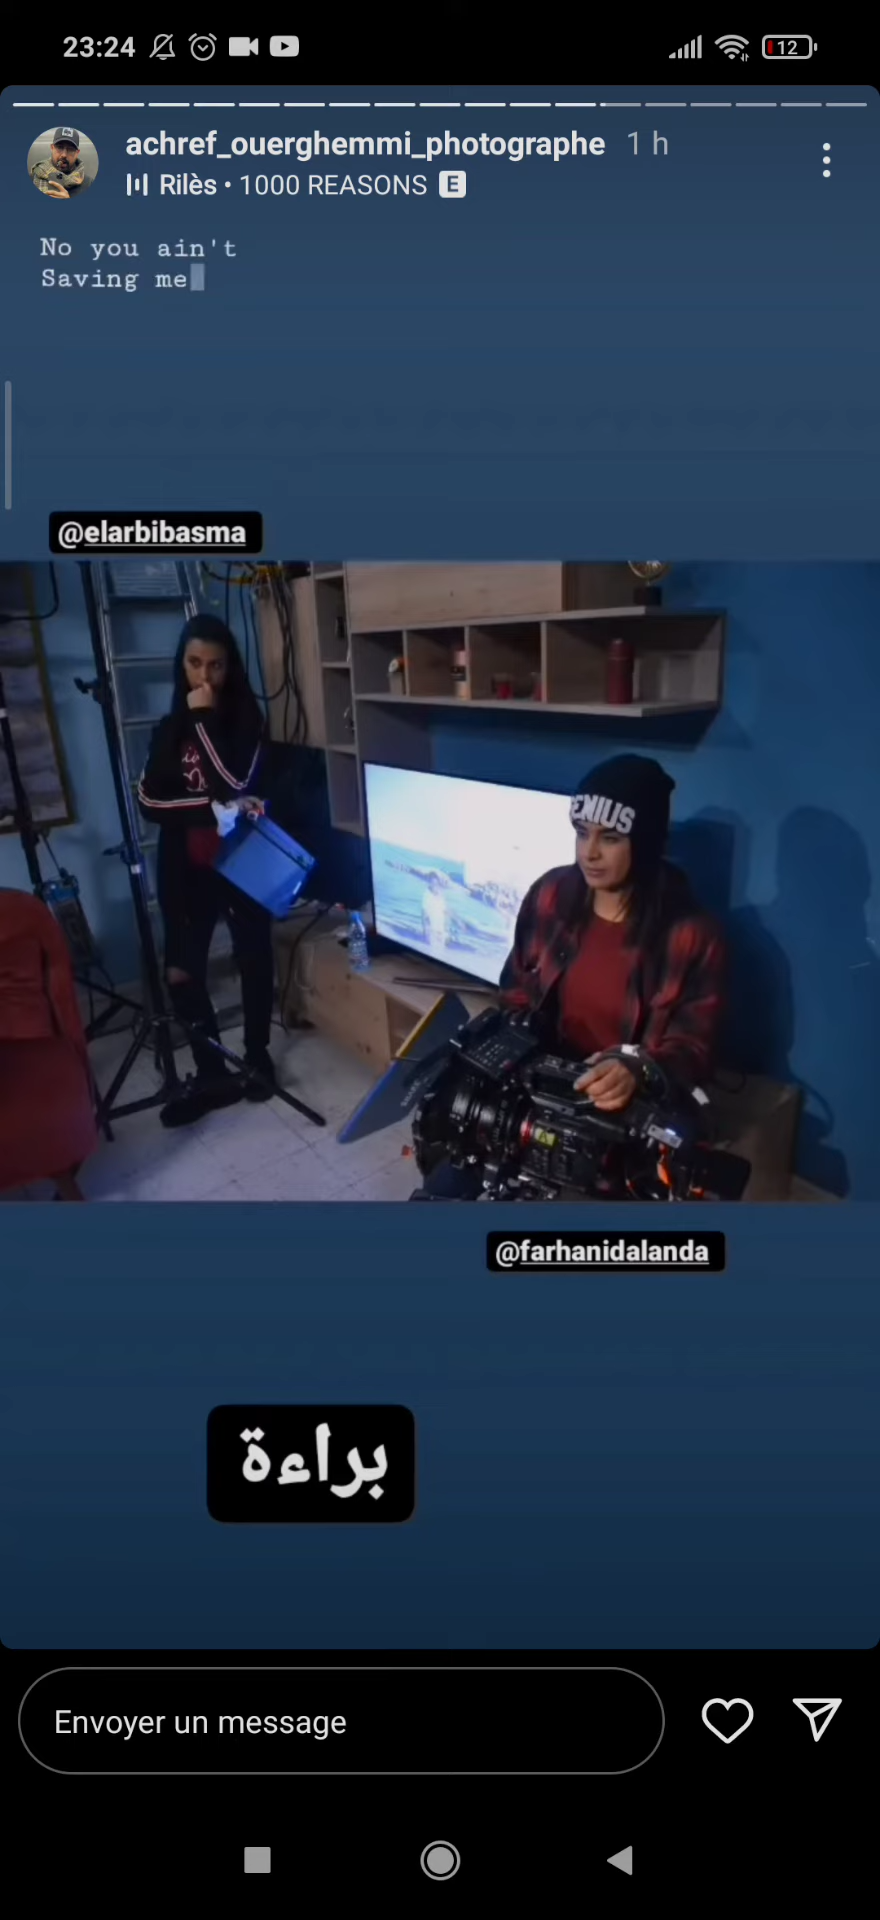 23:24
12
achref_ouerghemmi_photographe 1 h
Rilès • 1000 REASONS E
No you ain't
Saving me
@elarbibasma
ENIUS
@farhanidalanda
براءة
Envoyer un message